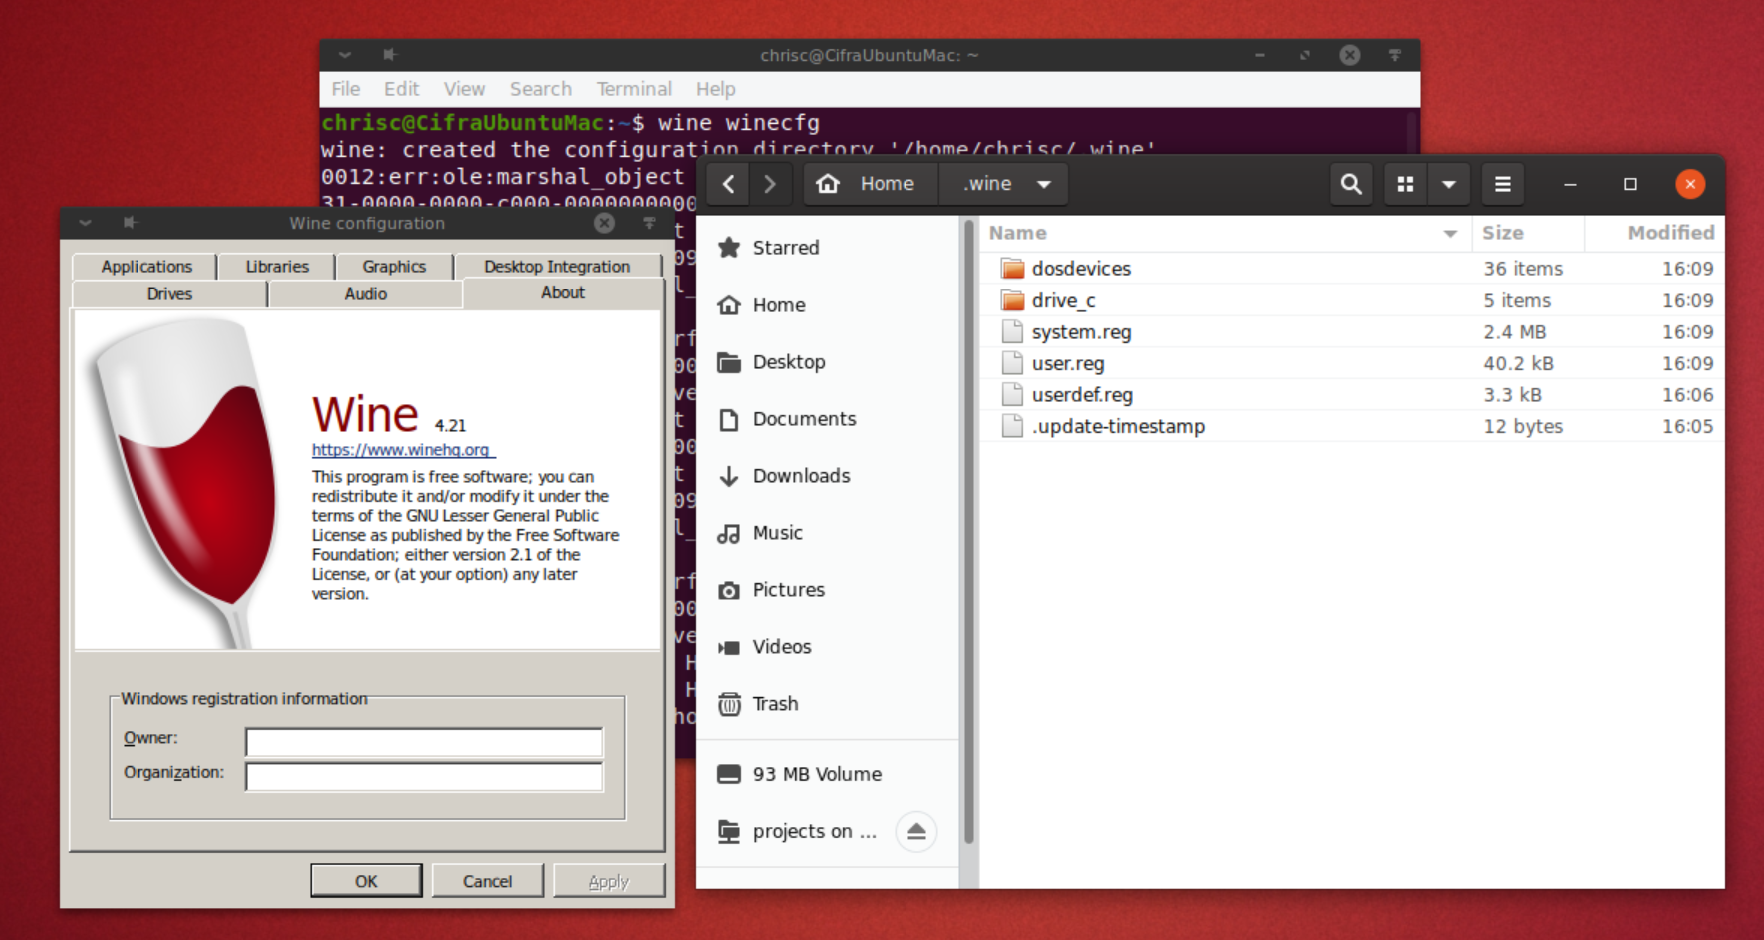 chrisc@CifraUbuntuMac: ~
File Edit View Search Terminal Help
chrisc@CifraUbuntuMac:~$ wine winecfg
wine: created the configuration directory '/home/chrisc/.wine'
0012:err:ole:marshal_object
31-0000-0000-c000-0000000000
Wine configuration
Applications Libraries Graphics Desktop Integration
Drives Audio About
Wine 4.21
https://www.winehq.org
This program is free software; you can
redistribute it and/or modify it under the
terms of the GNU Lesser General Public
License as published by the Free Software
Foundation; either version 2.1 of the
License, or (at your option) any later
version.
Windows registration information
Owner:
Organization:
OK Cancel Apply
Home .wine
Starred
Home
Desktop
Documents
Downloads
Music
Pictures
Videos
Trash
93 MB Volume
projects on ...
Name Size Modified
dosdevices 36 items 16:09
drive_c 5 items 16:09
system.reg 2.4 MB 16:09
user.reg 40.2 kB 16:09
userdef.reg 3.3 kB 16:06
.update-timestamp 12 bytes 16:05